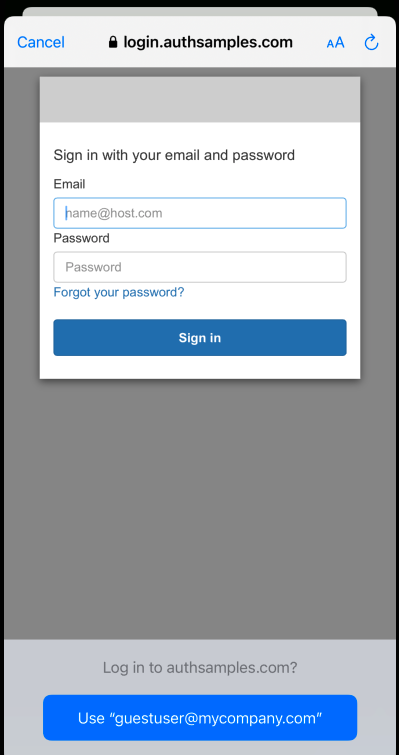 Cancel login.authsamples.com AA
Sign in with your email and password
Email
name@host.com
Password
Password
Forgot your password?
Sign in
Log in to authsamples.com?
Use “guestuser@mycompany.com”